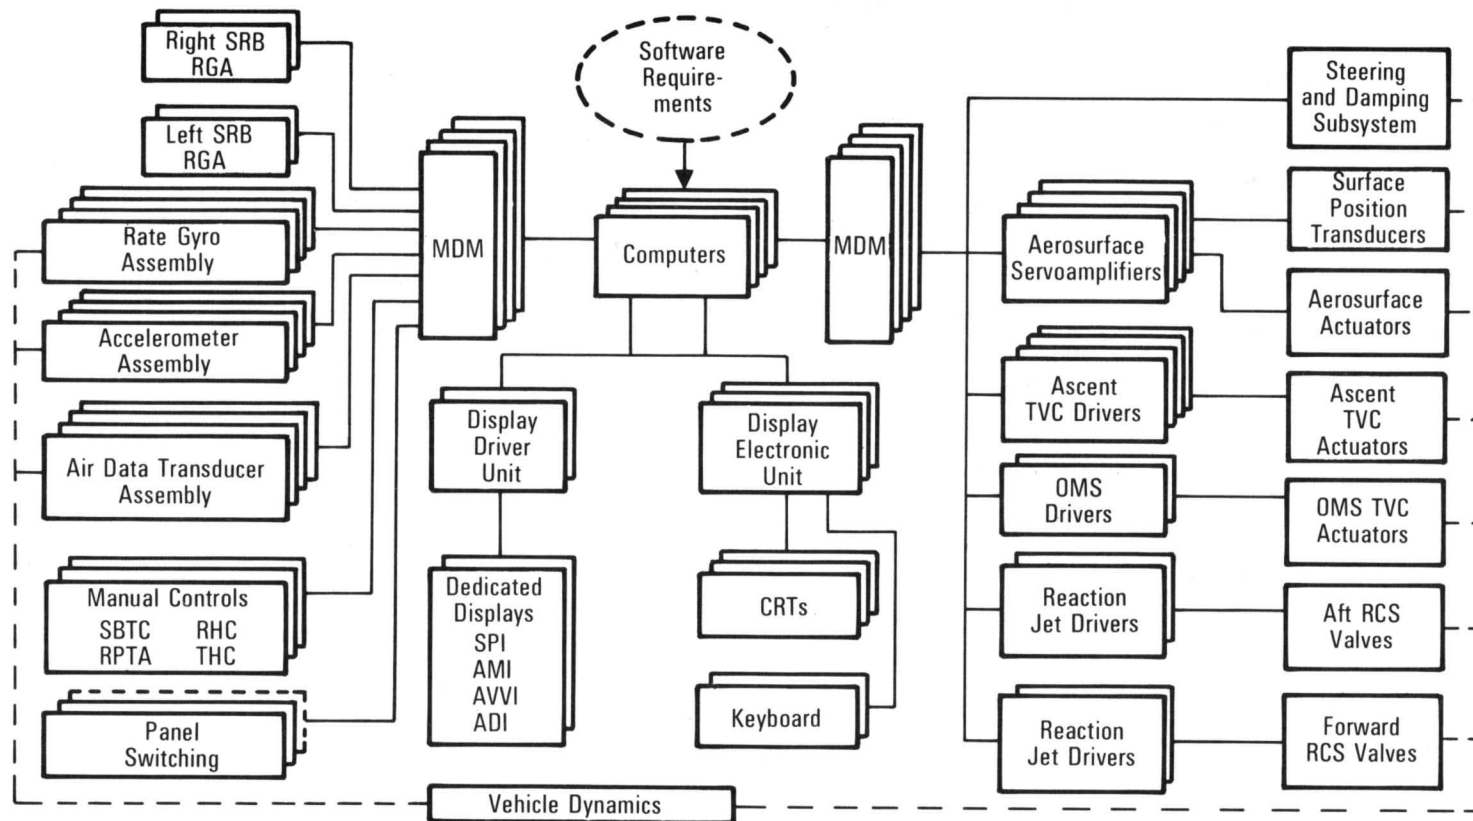 Right SRB
RGA
Left SRB
RGA
Rate Gyro
Assembly
Accelerometer
Assembly
Air Data Transducer
Assembly
Manual Controls
SBTC RHC
RPTA THC
Panel
Switching
MDM
Software
Require-
ments
Computers
MDM
Display
Driver
Unit
Display
Electronic
Unit
Dedicated
Displays
SPI
AMI
AVVI
ADI
CRTs
Keyboard
Vehicle Dynamics
Aerosurface
Servoamplifiers
Ascent
TVC Drivers
OMS
Drivers
Reaction
Jet Drivers
Reaction
Jet Drivers
Steering
and Damping
Subsystem
Surface
Position
Transducers
Aerosurface
Actuators
Ascent
TVC
Actuators
OMS TVC
Actuators
Aft RCS
Valves
Forward
RCS Valves